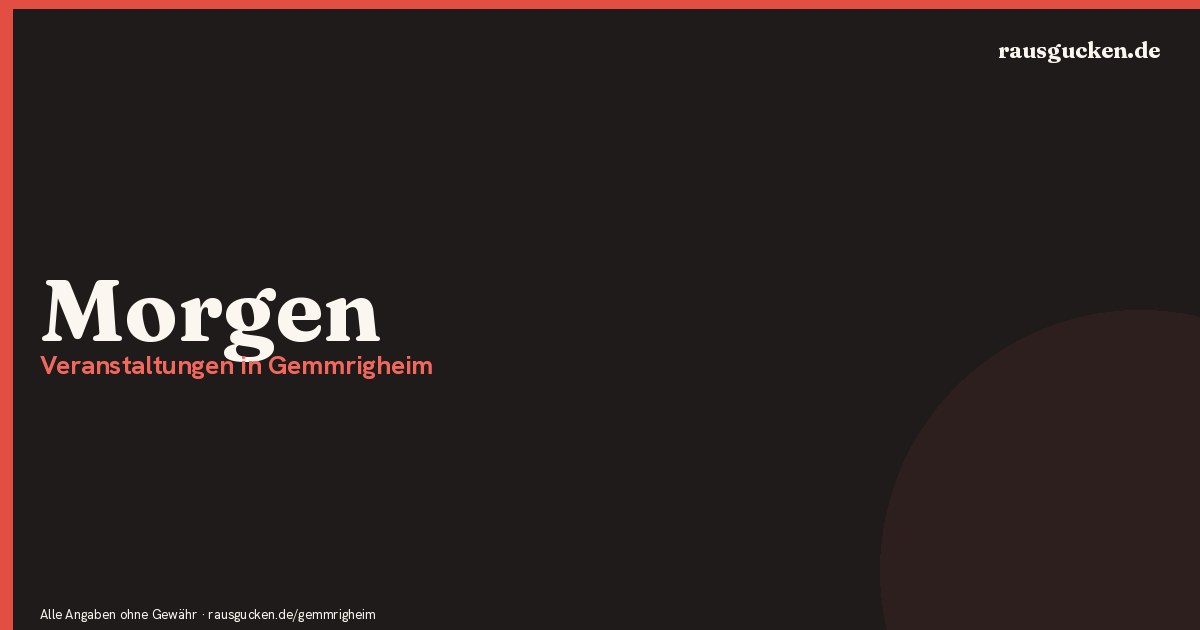 rausgucken.de
Morgen
Veranstaltungen in Gemmrigheim
Alle Angaben ohne Gewähr · rausgucken.de/gemmrigheim